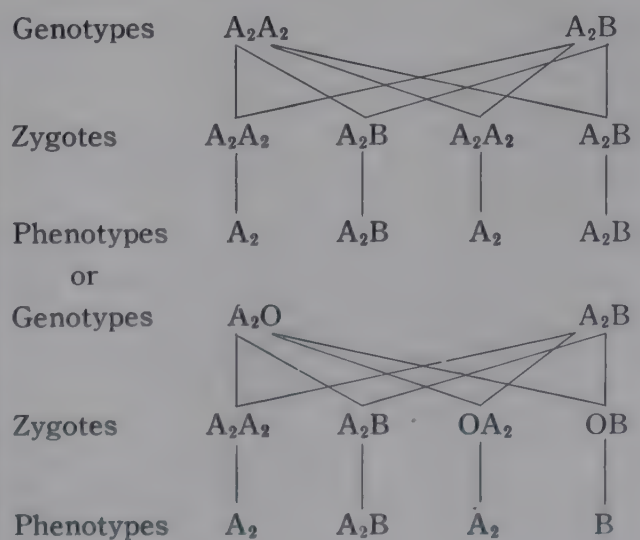 Genotypes A₂A₂ A₂B
Zygotes A₂A₂ A₂B A₂A₂ A₂B
Phenotypes A₂ A₂B A₂ A₂B
or
Genotypes A₂O A₂B
Zygotes A₂A₂ A₂B OA₂ OB
Phenotypes A₂ A₂B A₂ B